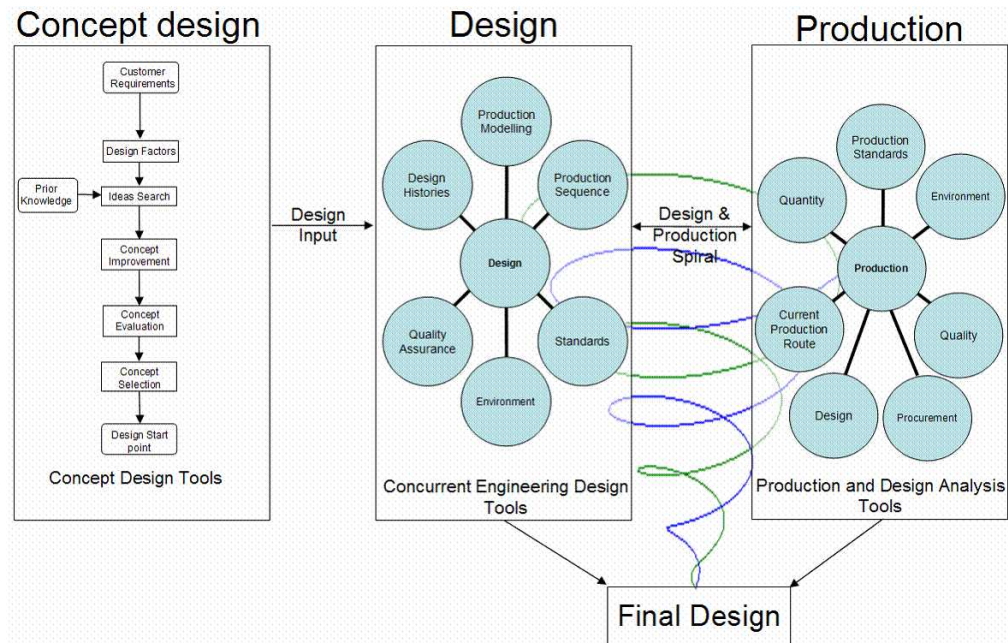 Concept design
Customer
Requirements
Design Factors
Prior
Knowledge
Ideas Search
Concept
Improvement
Concept
Evaluation
Concept
Selection
Design Start
point
Concept Design Tools
Design
Input
Design
Production
Modelling
Design
Histories
Production
Sequence
Design
Quality
Assurance
Standards
Environment
Concurrent Engineering Design
Tools
Design &
Production
Spiral
Production
Production
Standards
Quantity
Environment
Production
Current
Production
Route
Quality
Design
Procurement
Production and Design Analysis
Tools
Final Design